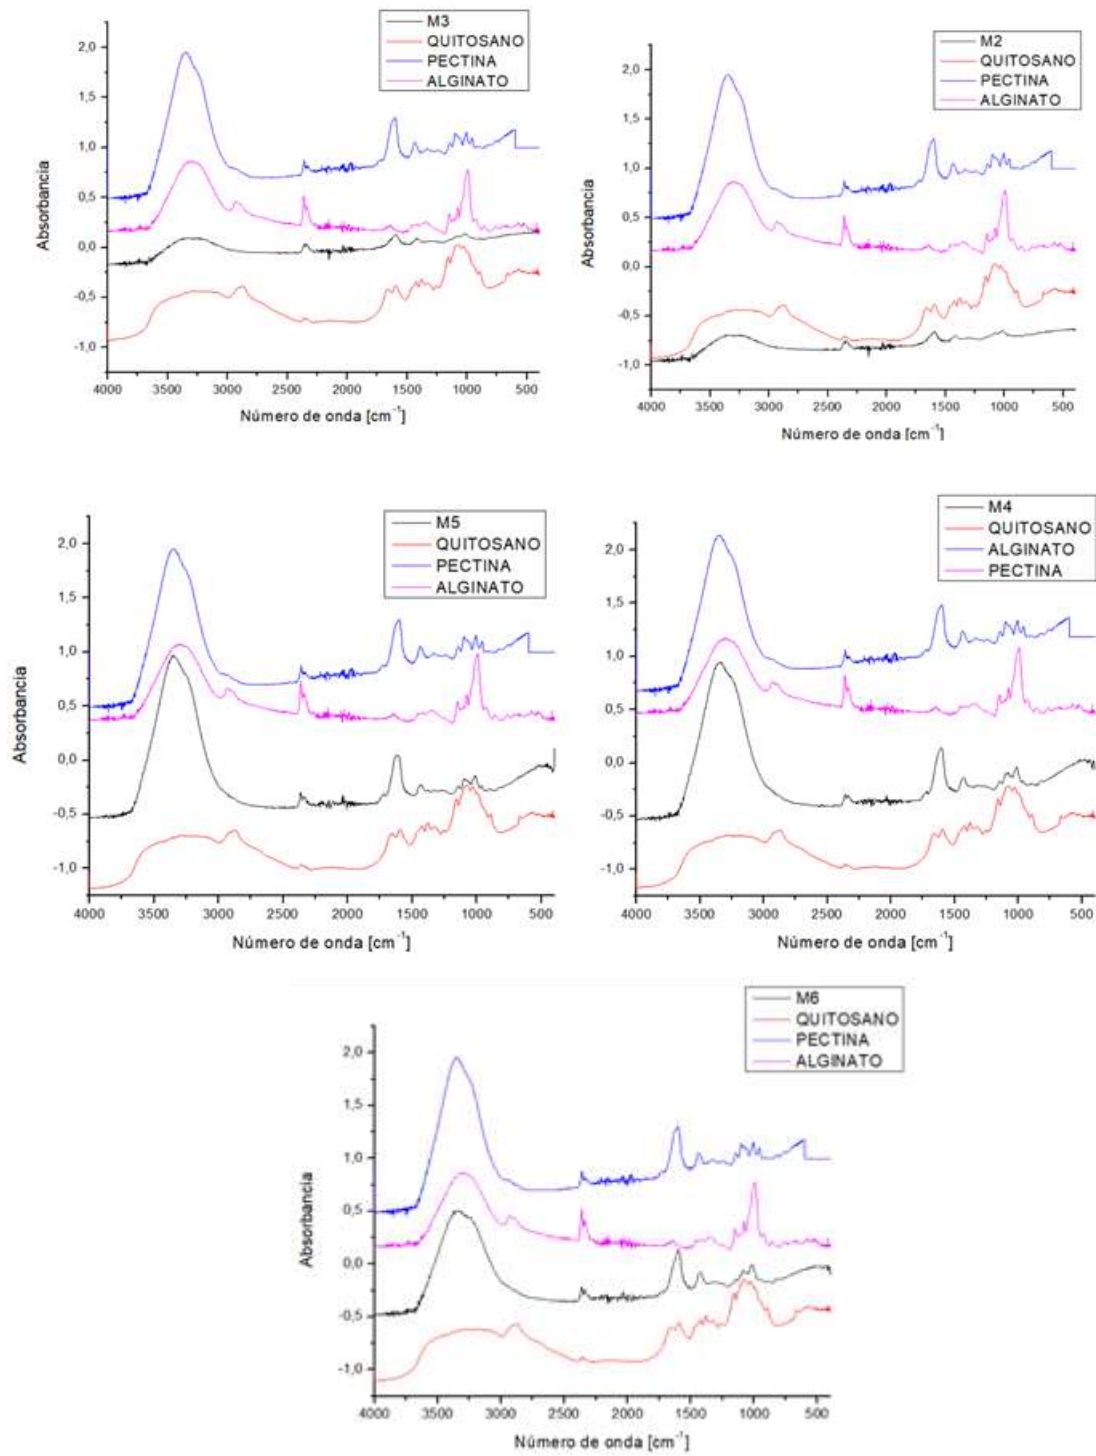 M3
QUITOSANO
PECTINA
ALGINATO
2,0
1,5
1,0
0,5
0,0
-0,5
-1,0
Absorbancia
4000 3500 3000 2500 2000 1500 1000 500
Número de onda [cm⁻¹]
M2
QUITOSANO
PECTINA
ALGINATO
2,0
1,5
1,0
0,5
0,0
-0,5
-1,0
Absorbancia
4000 3500 3000 2500 2000 1500 1000 500
Número de onda [cm⁻¹]
M5
QUITOSANO
PECTINA
ALGINATO
2,0
1,5
1,0
0,5
0,0
-0,5
-1,0
Absorbancia
4000 3500 3000 2500 2000 1500 1000 500
Número de onda [cm⁻¹]
M4
QUITOSANO
ALGINATO
PECTINA
2,0
1,5
1,0
0,5
0,0
-0,5
-1,0
4000 3500 3000 2500 2000 1500 1000 500
Número de onda [cm⁻¹]
M6
QUITOSANO
PECTINA
ALGINATO
2,0
1,5
1,0
0,5
0,0
-0,5
-1,0
Absorbancia
4000 3500 3000 2500 2000 1500 1000 500
Número de onda [cm⁻¹]